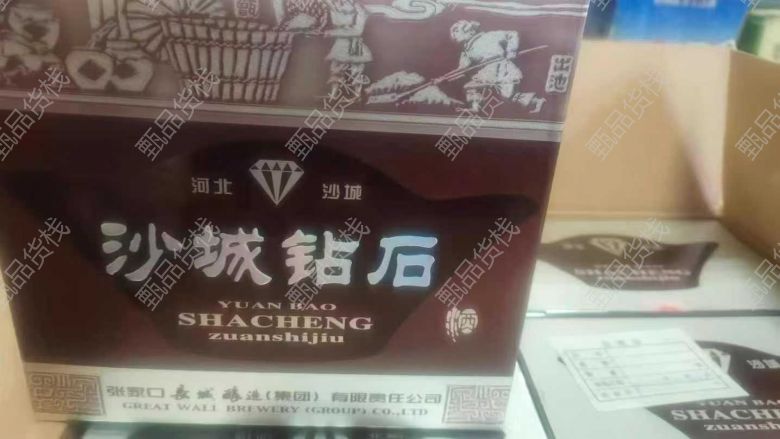 甑
出池
河北 沙城
沙城钻石
YUAN BAO
SHACHENG
zuanshijiu
酒
张家口长城酿造(集团)有限责任公司
GREAT WALL BREWERY (GROUP) CO.,LTD
SHACHENG
zuanshijiu
甄品货栈